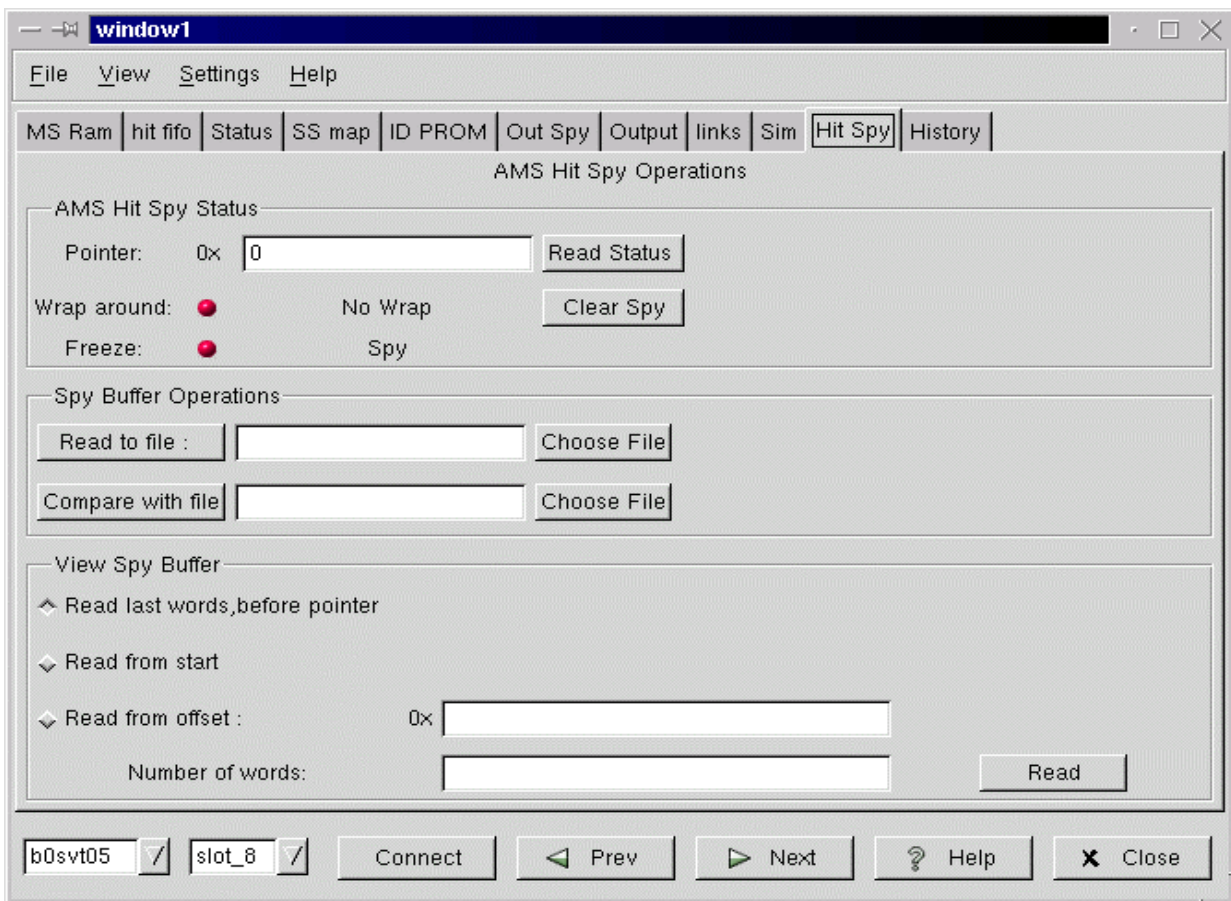 window1
File View Settings Help
MS Ram hit fifo Status SS map ID PROM Out Spy Output links Sim Hit Spy History
AMS Hit Spy Operations
AMS Hit Spy Status
Pointer: 0x 0 Read Status
Wrap around: No Wrap Clear Spy
Freeze: Spy
Spy Buffer Operations
Read to file : Choose File
Compare with file Choose File
View Spy Buffer
Read last words,before pointer
Read from start
Read from offset : 0x
Number of words: Read
b0svt05 slot_8 Connect Prev Next Help Close